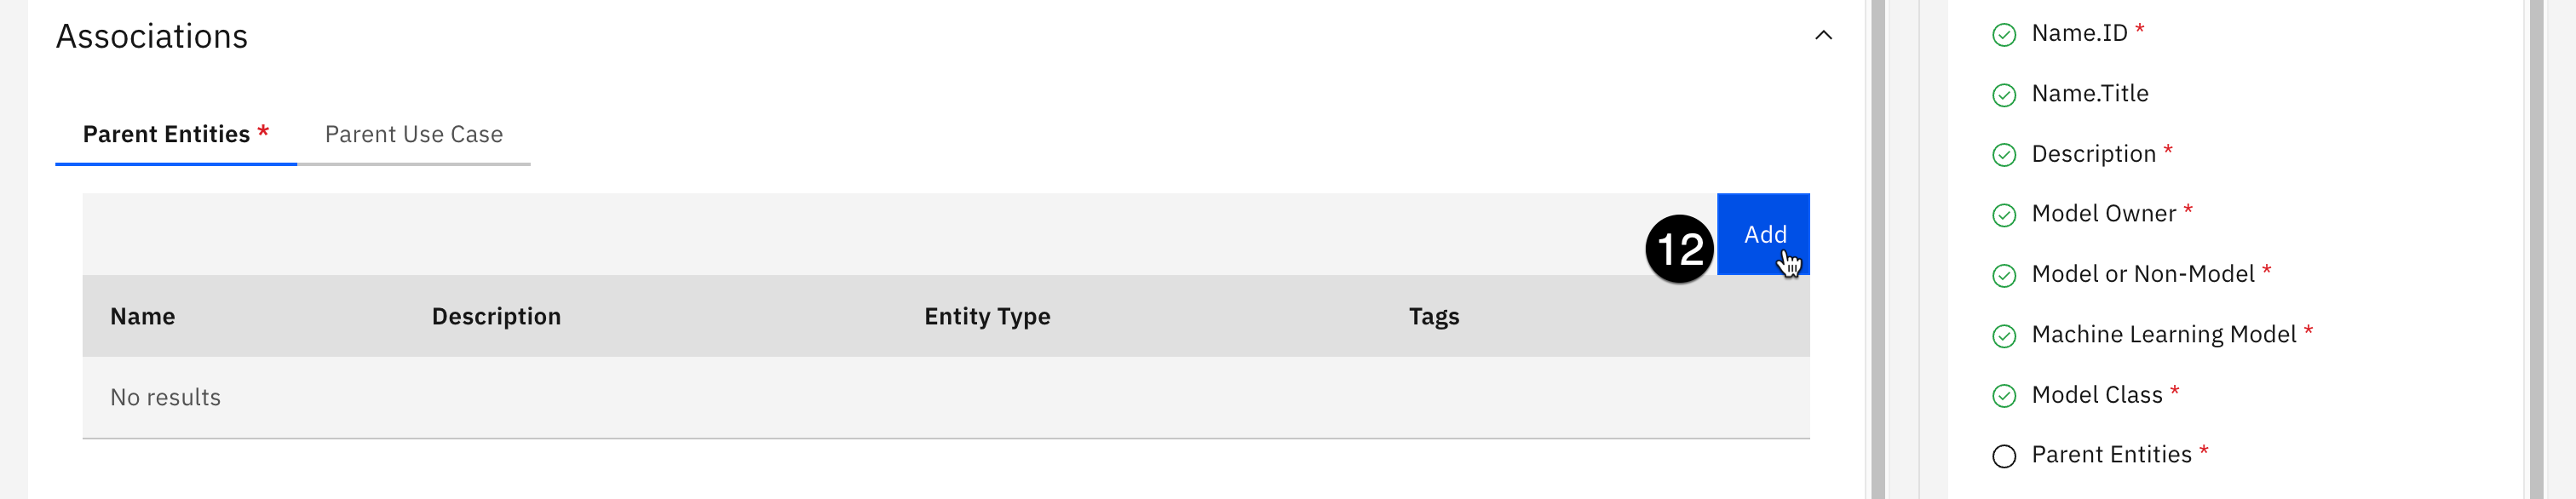 Associations
Parent Entities * Parent Use Case
12 Add
Name Description Entity Type Tags
No results
Name.ID *
Name.Title
Description *
Model Owner *
Model or Non-Model *
Machine Learning Model *
Model Class *
Parent Entities *